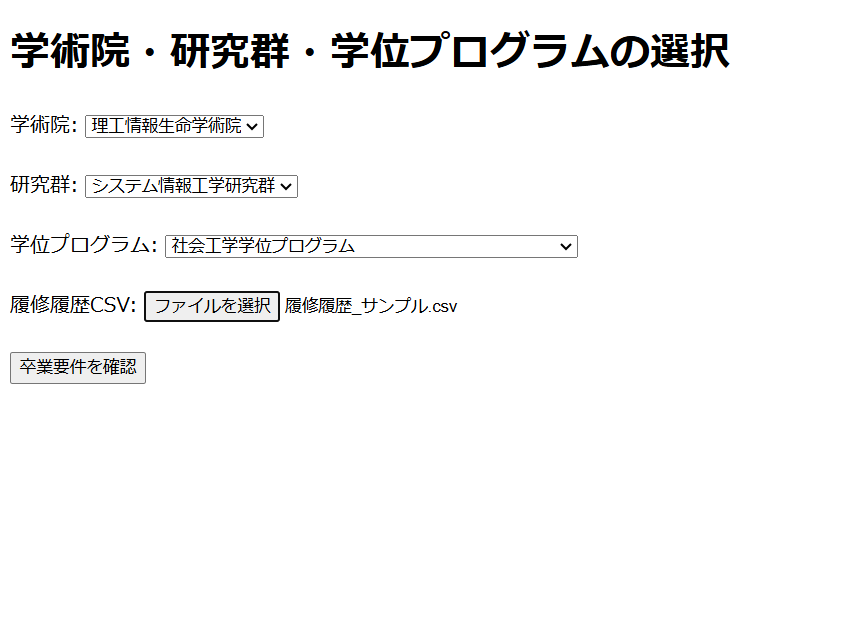 学術院・研究群・学位プログラムの選択
学術院: 理工情報生命学術院
研究群: システム情報工学研究群
学位プログラム: 社会工学学位プログラム
履修履歴CSV: ファイルを選択 履修履歴_サンプル.csv
卒業要件を確認